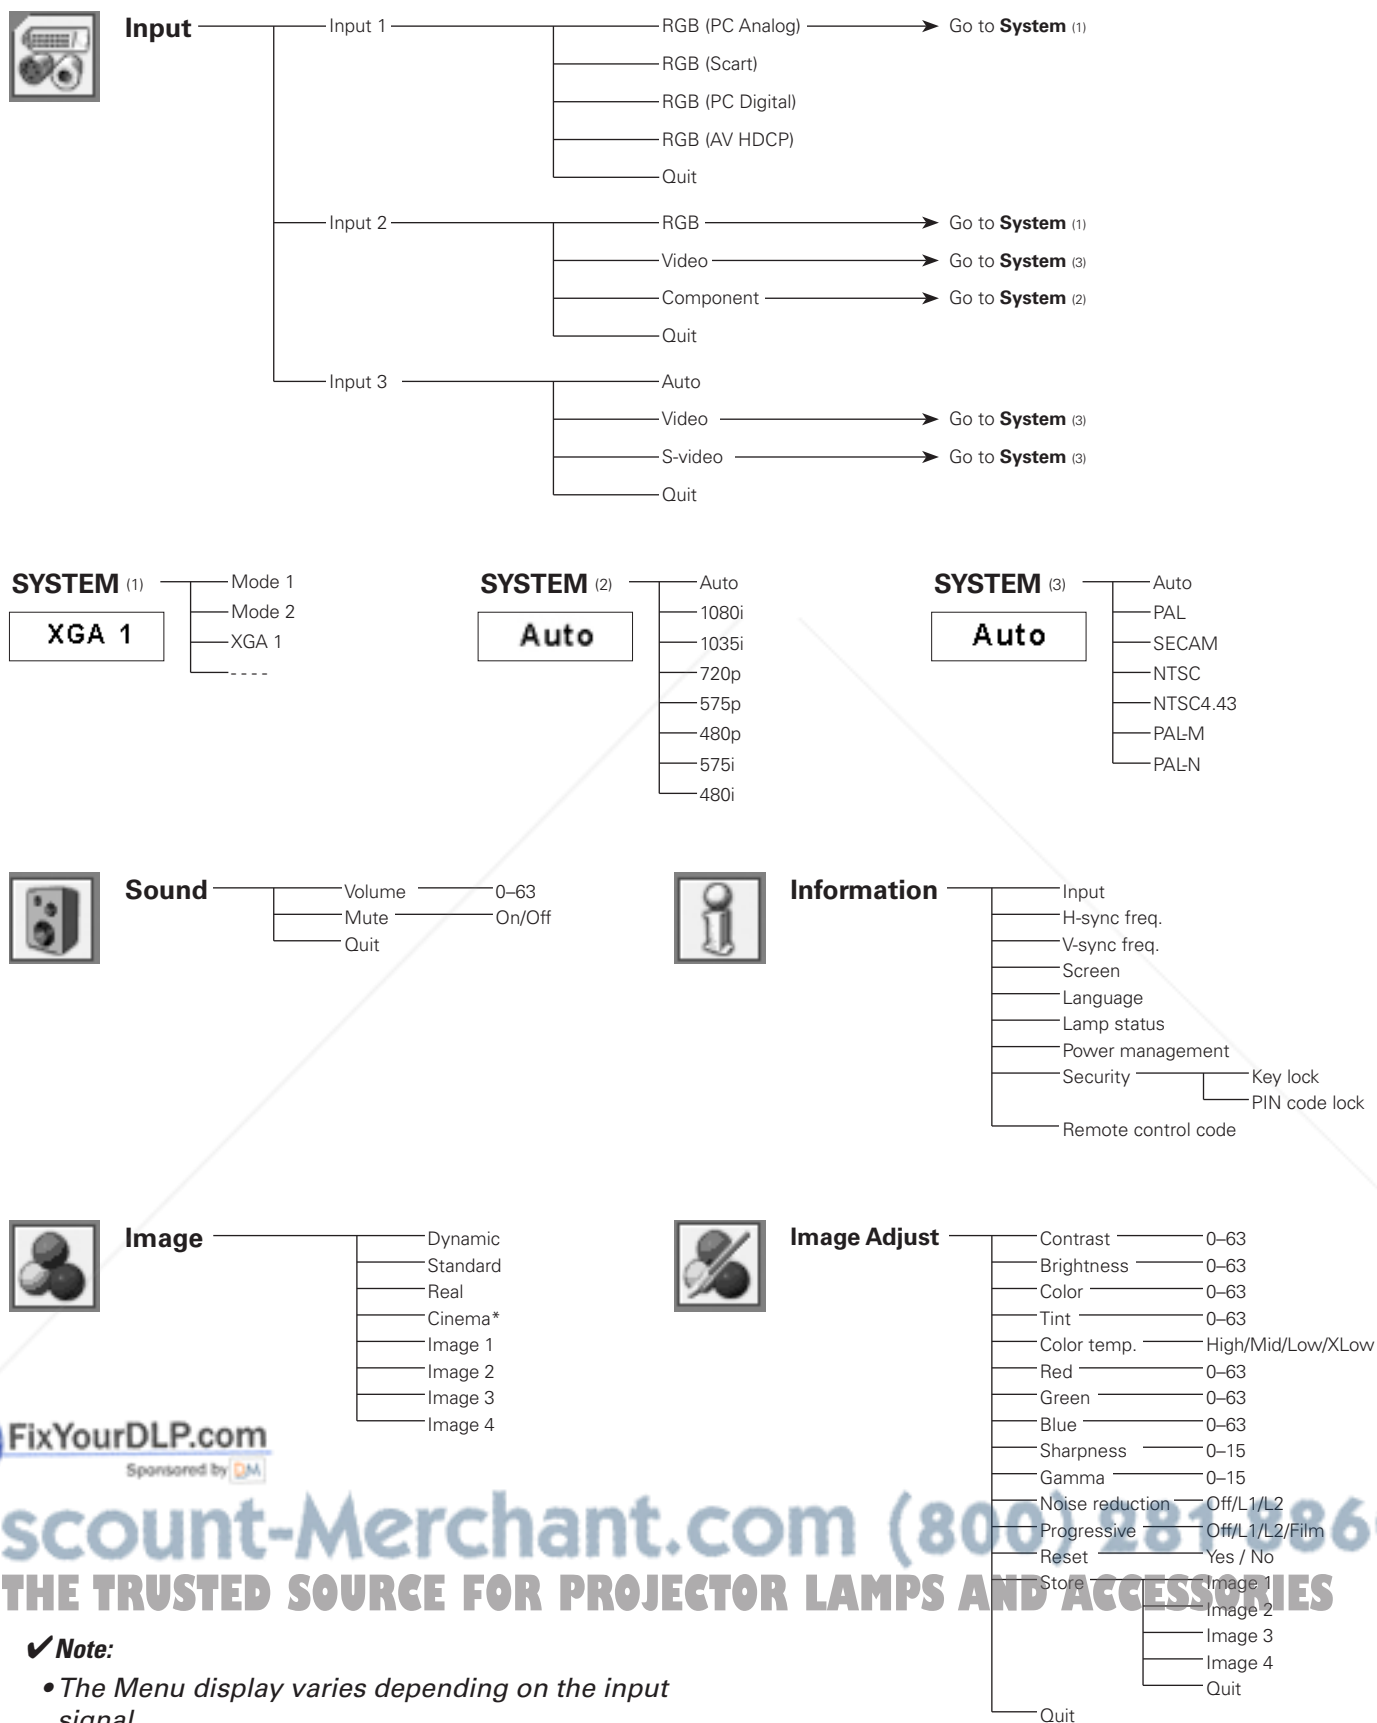 Input
Input 1
RGB (PC Analog)
Go to System (1)
RGB (Scart)
RGB (PC Digital)
RGB (AV HDCP)
Quit
Input 2
RGB
Go to System (1)
Video
Go to System (3)
Component
Go to System (2)
Quit
Input 3
Auto
Video
Go to System (3)
S-video
Go to System (3)
Quit
SYSTEM (1)
XGA 1
Mode 1
Mode 2
XGA 1
- - - -
SYSTEM (2)
Auto
Auto
1080i
1035i
720p
575p
480p
575i
480i
SYSTEM (3)
Auto
Auto
PAL
SECAM
NTSC
NTSC4.43
PAL-M
PAL-N
Sound
Volume
0–63
Mute
On/Off
Quit
Information
Input
H-sync freq.
V-sync freq.
Screen
Language
Lamp status
Power management
Security
Key lock
PIN code lock
Remote control code
Image
Dynamic
Standard
Real
Cinema*
Image 1
Image 2
Image 3
Image 4
Image Adjust
Contrast
0–63
Brightness
0–63
Color
0–63
Tint
0–63
Color temp.
High/Mid/Low/XLow
Red
0–63
Green
0–63
Blue
0–63
Sharpness
0–15
Gamma
0–15
Noise reduction
Off/L1/L2
Progressive
Off/L1/L2/Film
Reset
Yes / No
Store
Image 1
Image 2
Image 3
Image 4
Quit
Quit
FixYourDLP.com
Sponsored by DM
scount-Merchant.com (800) 281-886
THE TRUSTED SOURCE FOR PROJECTOR LAMPS AND ACCESSORIES
✔Note:
• The Menu display varies depending on the input
signal